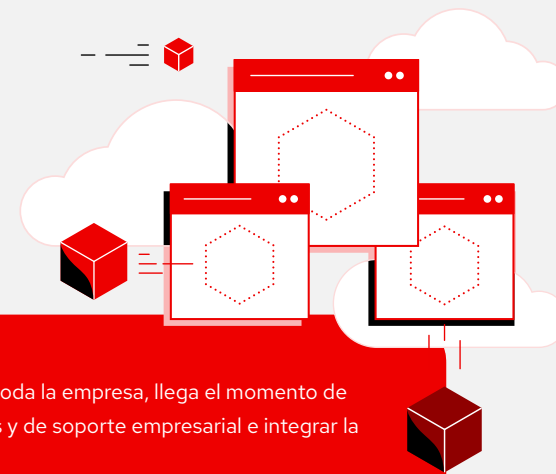 oda la empresa, llega el momento de
s y de soporte empresarial e integrar la